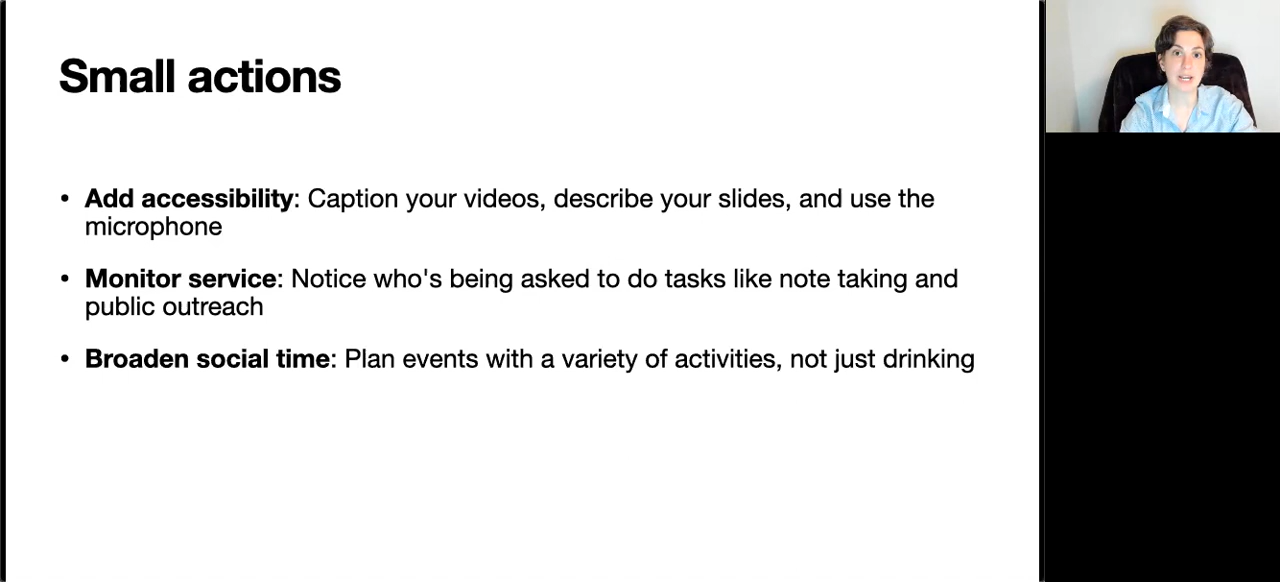 Small actions
• Add accessibility: Caption your videos, describe your slides, and use the
microphone
• Monitor service: Notice who's being asked to do tasks like note taking and
public outreach
• Broaden social time: Plan events with a variety of activities, not just drinking